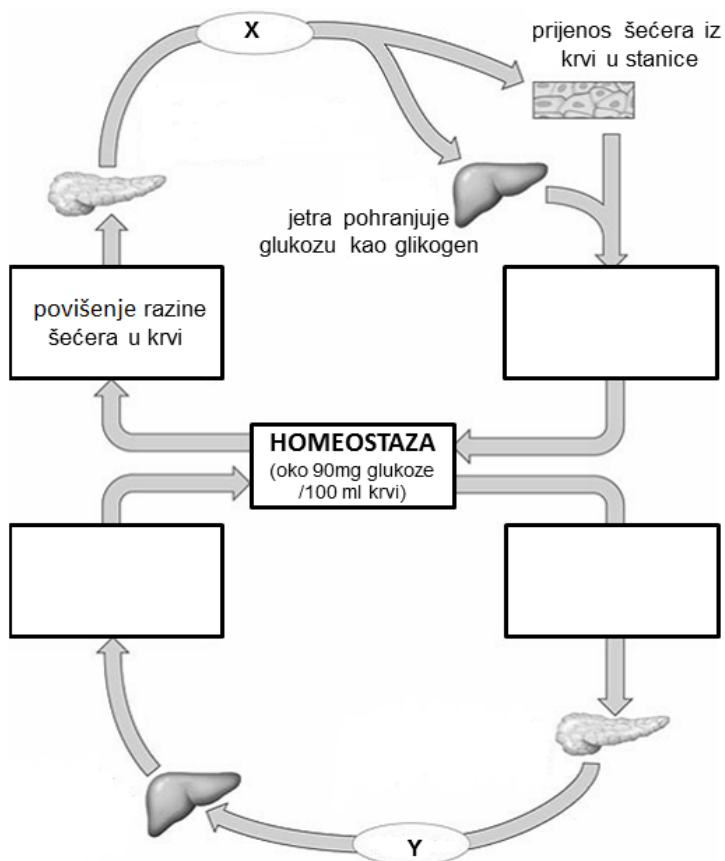 X
prijenos šećera iz
krvi u stanice
jetra pohranjuje
glukozu kao glikogen
povišenje razine
šećera u krvi
HOMEOSTAZA
(oko 90mg glukoze
/100 ml krvi)
Y